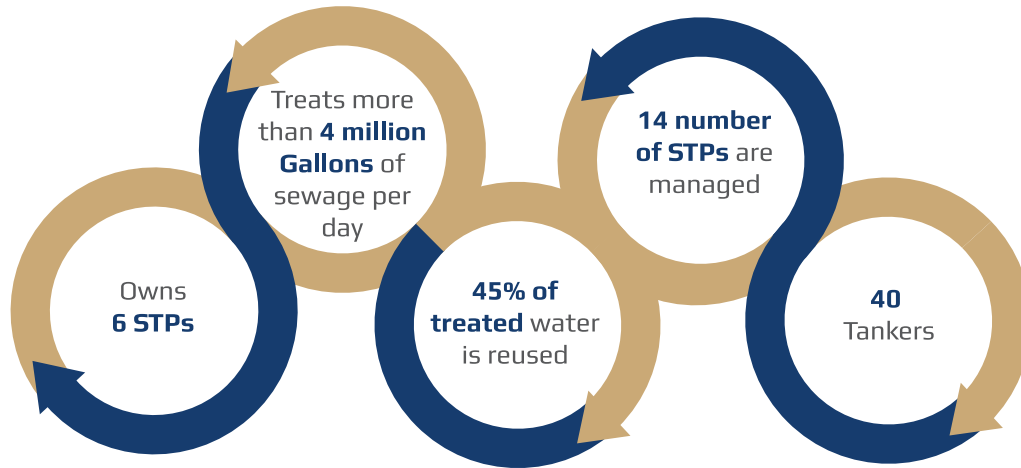 Owns
6 STPs
Treats more
than 4 million
Gallons of
sewage per
day
45% of
treated water
is reused
14 number
of STPs are
managed
40
Tankers